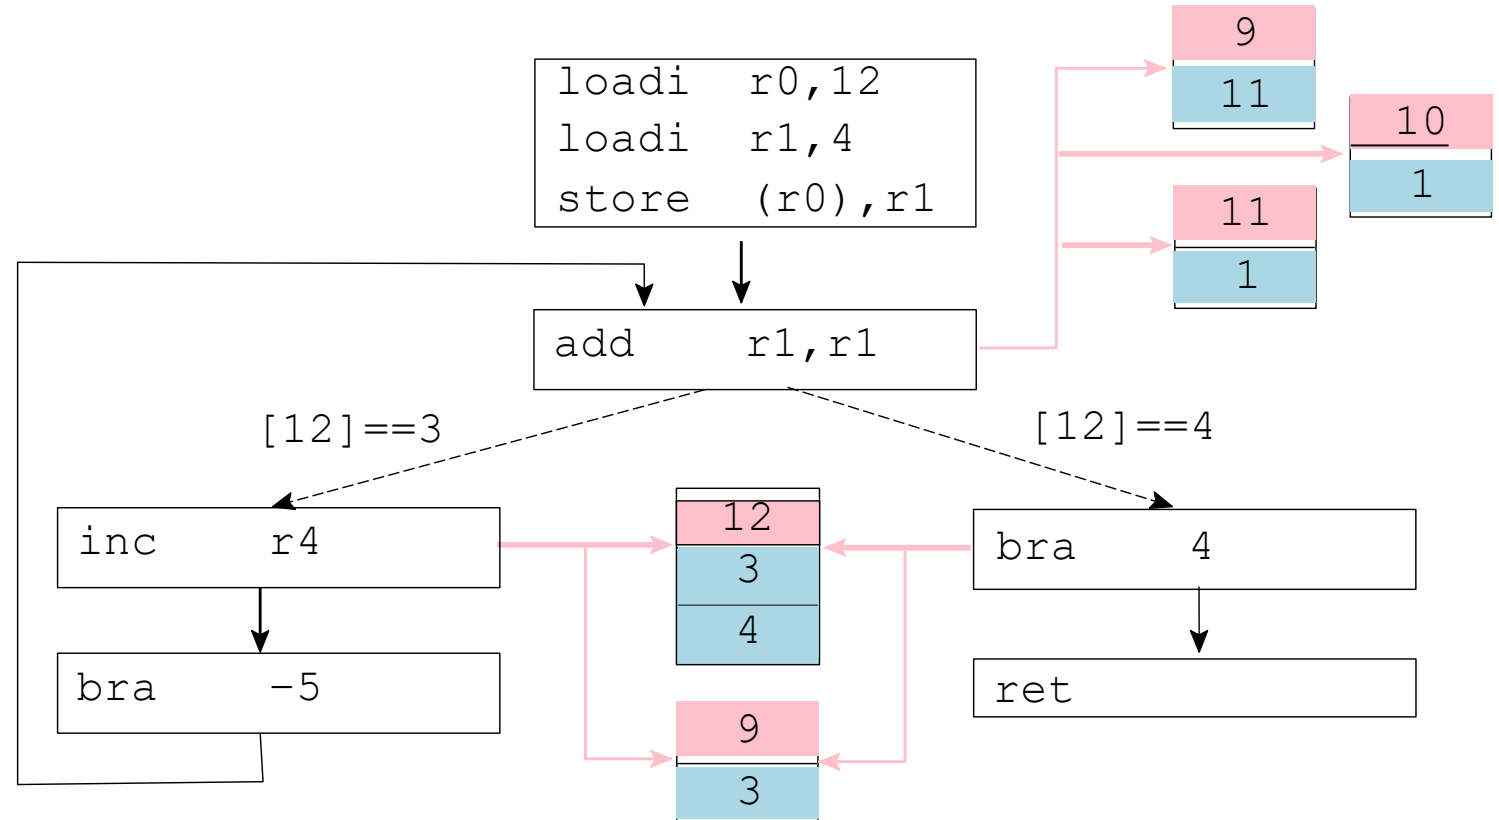 9
11
10
1
11
1
loadi r0,12
loadi r1,4
store (r0),r1
add r1,r1
[12]==3
[12]==4
inc r4
bra -5
12
3
4
9
3
bra 4
ret